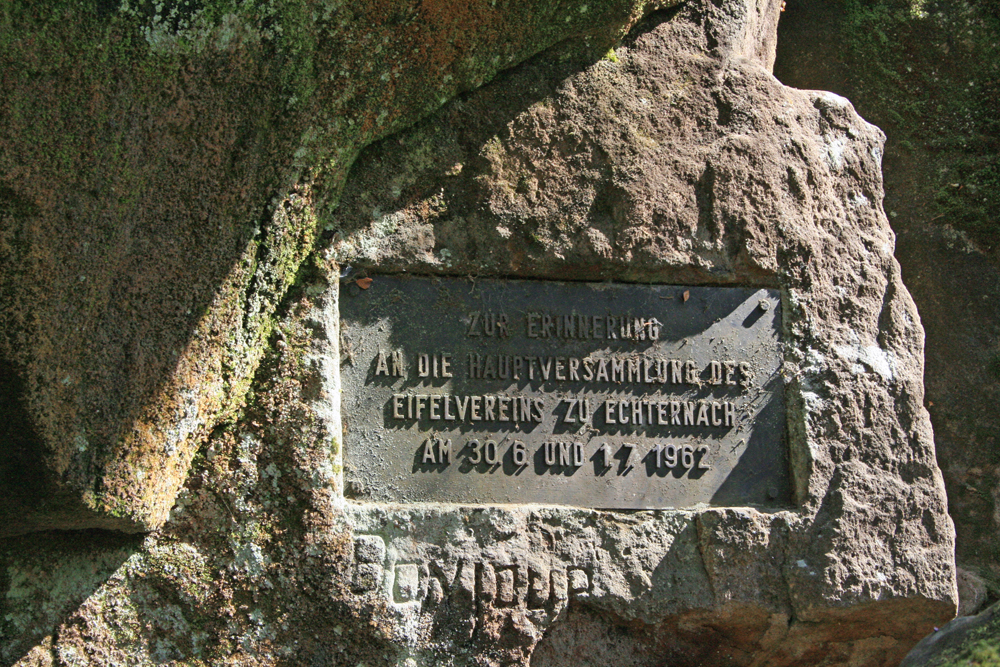 ZUR ERINNERUNG
AN DIE HAUPTVERSAMMLUNG DES
EIFELVEREINS ZU ECHTERNACH
AM 30.6. UND 1.7. 1962